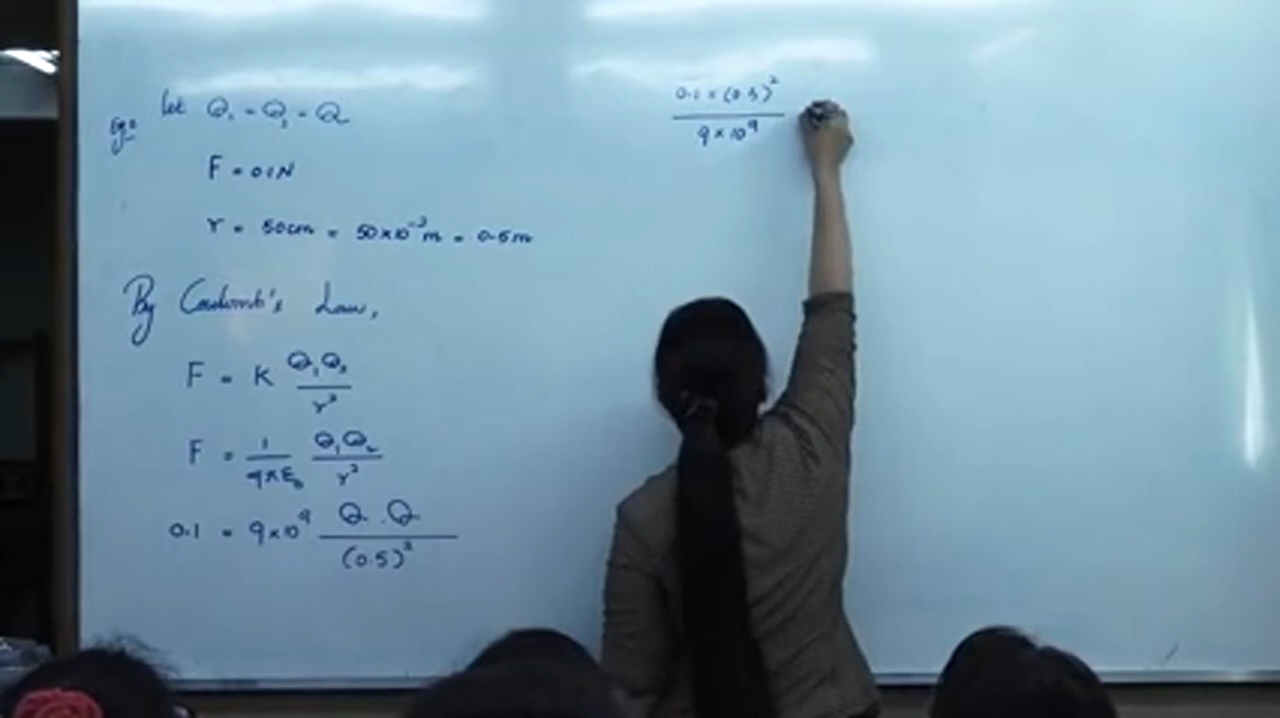 Eg:-
Let Q₁ = Q₂ = Q
F = 0.1N
r = 50cm = 50×10⁻²m = 0.5m
By Coulomb's Law,
F = K Q₁Q₂/r²
F = 1/4πε₀ Q₁Q₂/r²
0.1 = 9×10⁹ Q.Q/(0.5)²
0.1 × (0.5)²/9×10⁹